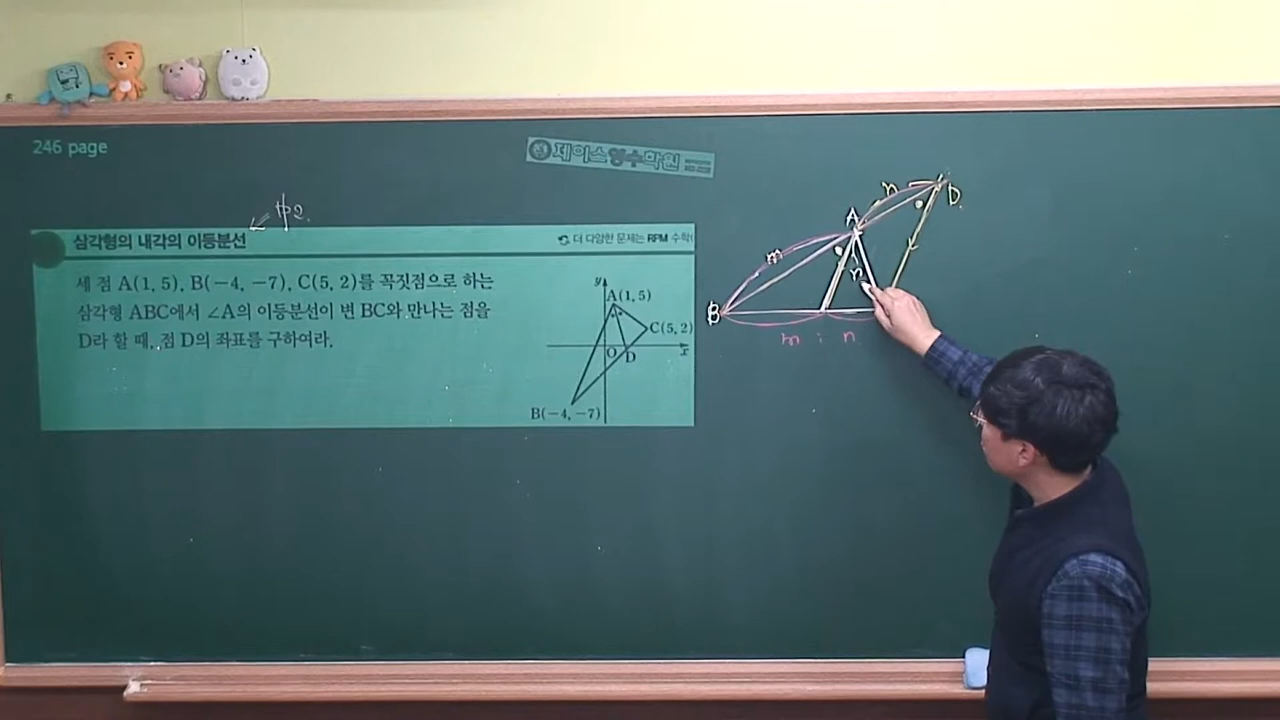 246 page
제이스영수학원
중2.
삼각형의 내각의 이등분선
더 다양한 문제는 RPM 수학(
세 점 A(1, 5), B(−4, −7), C(5, 2)를 꼭짓점으로 하는
삼각형 ABC에서 ∠A의 이등분선이 변 BC와 만나는 점을
D라 할 때, 점 D의 좌표를 구하여라.
y
A(1, 5)
C(5, 2)
O
D
x
B(−4, −7)
n
D
A
m
n
B
m : n